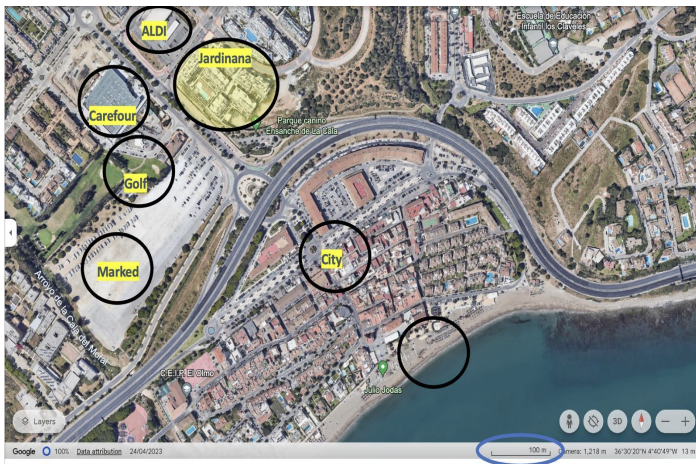 Escuela de Educación
Infantil los Claveles
ALDI
Jardinana
Carefour
Parque canino
Ensanche de La Cala
Golf
City
Marked
Arroyo de la Cala del Moral
C.E.I.R. El Olmo
Julio Jodas
Layers
3D
Google 100% Data attribution 24/04/2023 100 m Camera: 1,218 m 36°30'20"N 4°40'49"W 13 m